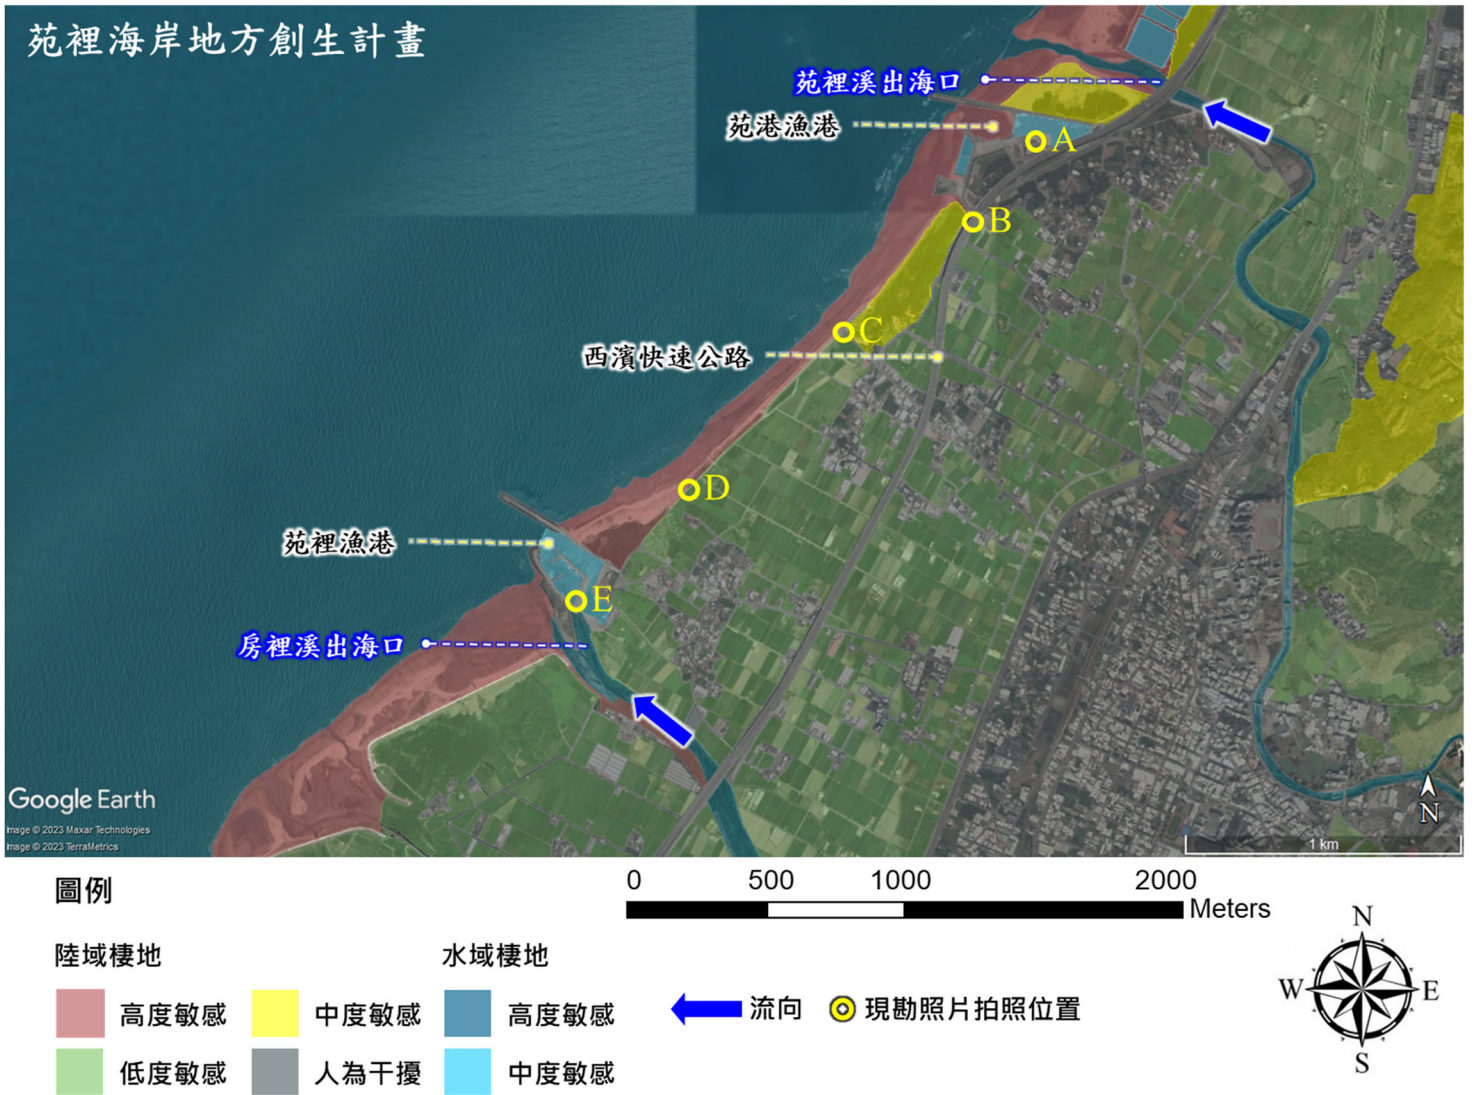 苑裡海岸地方創生計畫
苑裡溪出海口
苑港漁港
A
B
C
西濱快速公路
D
苑裡漁港
E
房裡溪出海口
Google Earth
Image © 2023 Maxar Technologies
Image © 2023 TerraMetrics
N
1 km
圖例
0 500 1000 2000
Meters
陸域棲地 水域棲地
高度敏感 中度敏感 高度敏感
流向 現勘照片拍照位置
低度敏感 人為干擾 中度敏感
N
W E
S